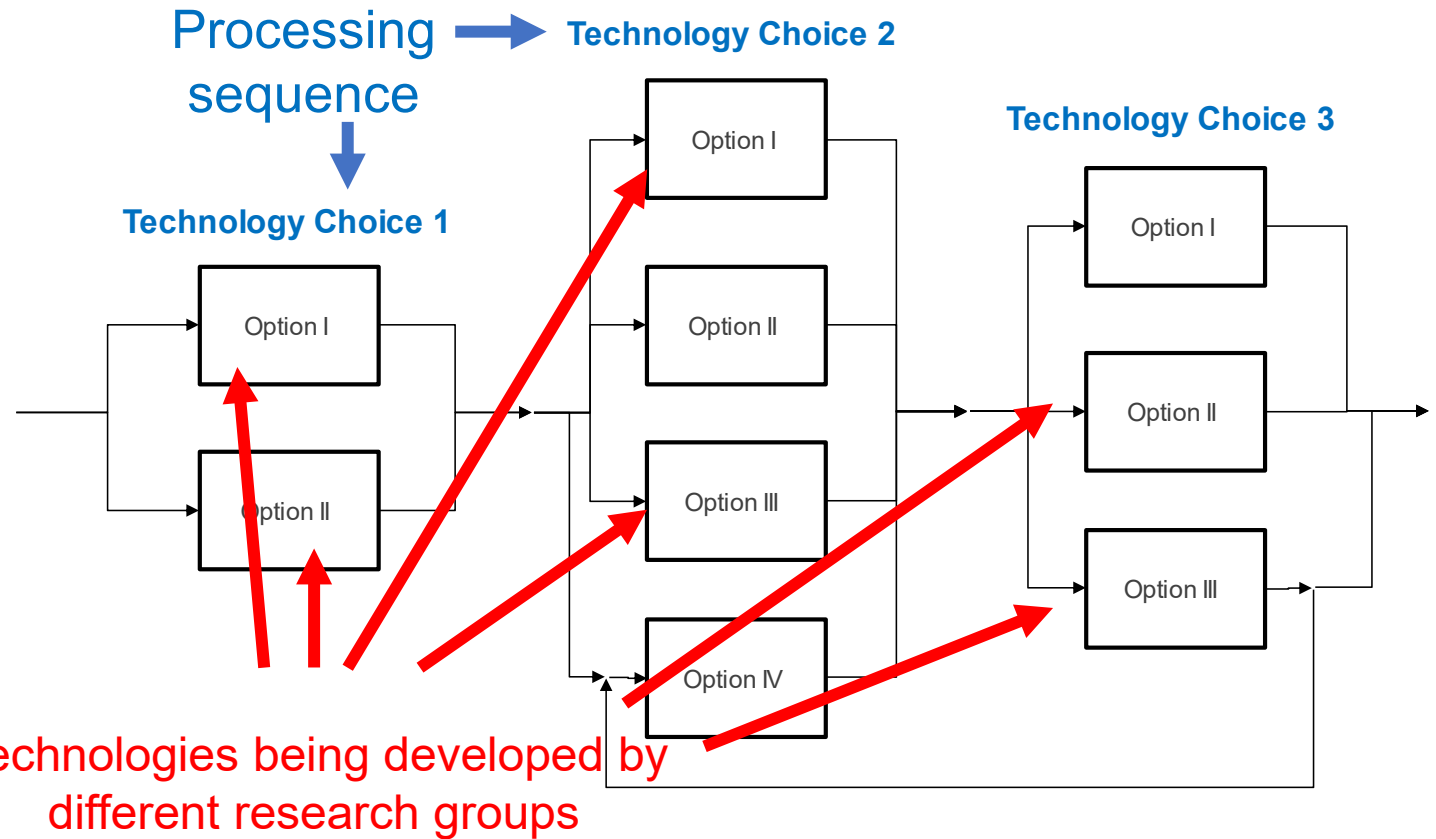 Processing
sequence
Technology Choice 2
Technology Choice 3
Technology Choice 1
Option I
Option II
Option I
Option II
Option III
Option IV
Option I
Option II
Option III
echnologies being developed by
different research groups